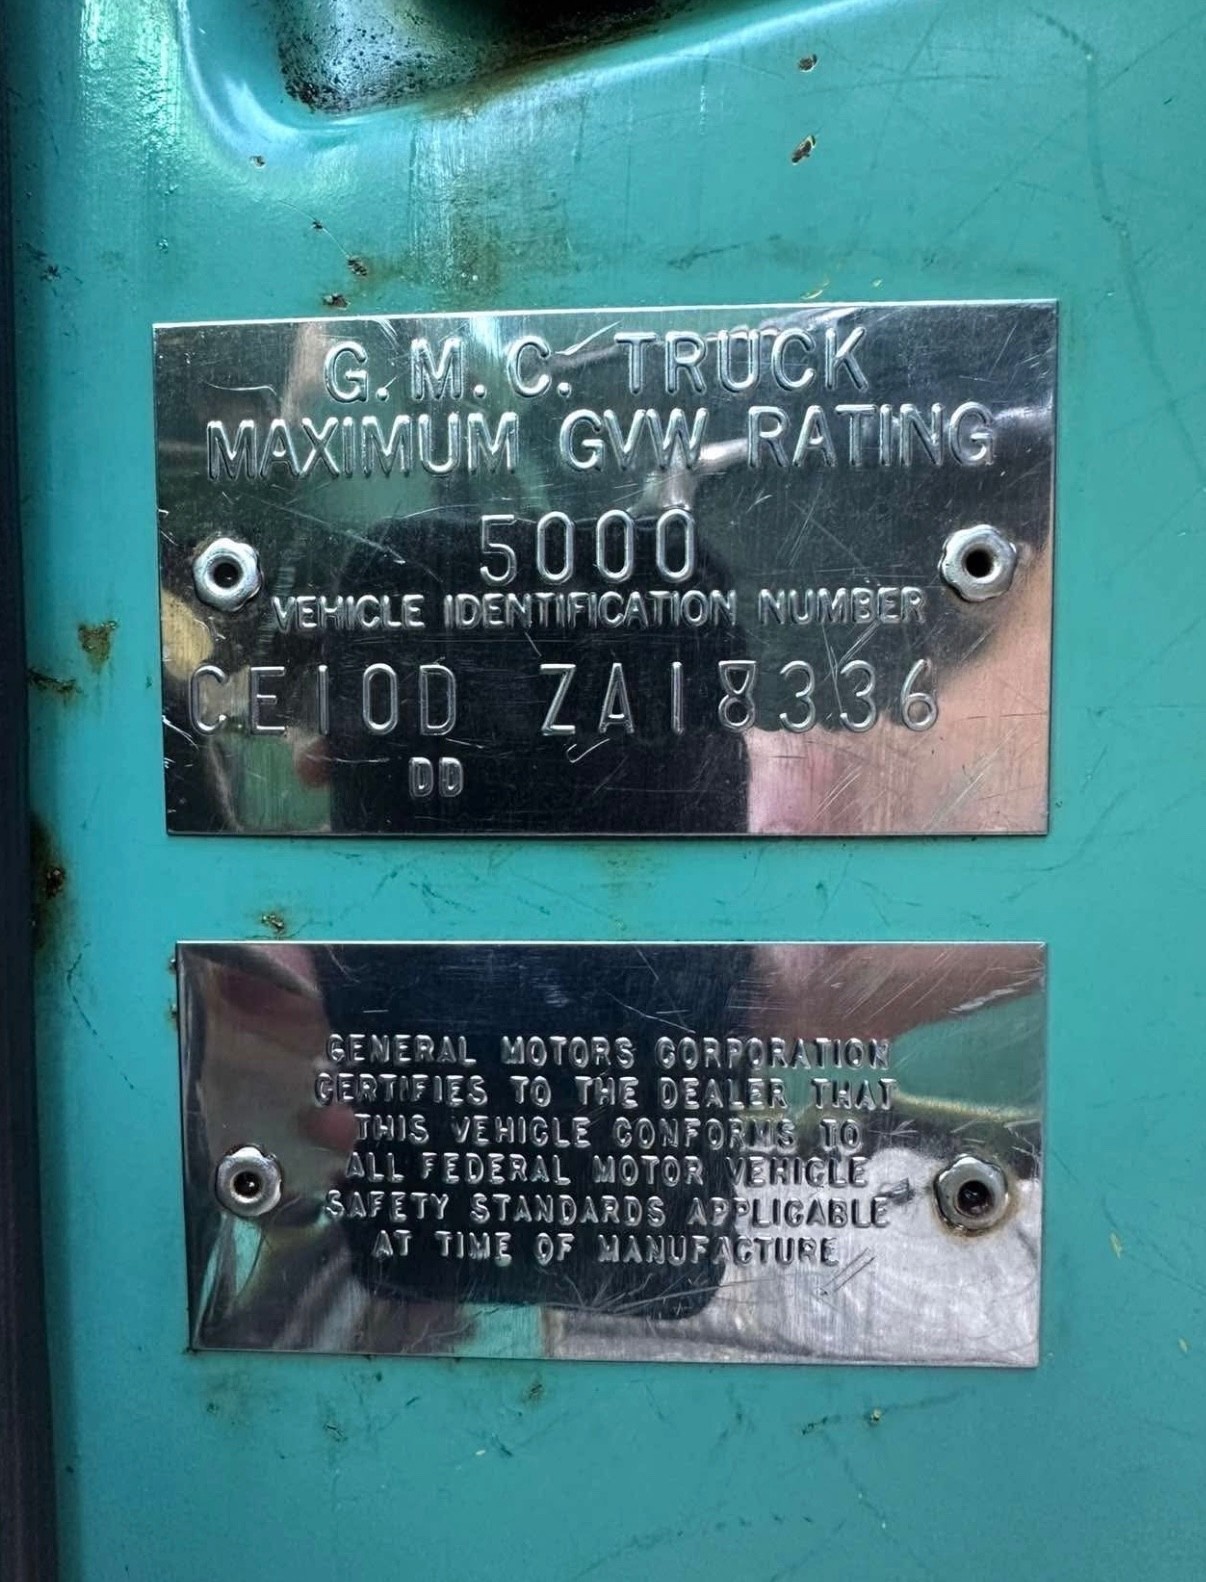 G.M.C. TRUCK
MAXIMUM GVW RATING
5000
VEHICLE IDENTIFICATION NUMBER
CE10D ZA18336
DD
GENERAL MOTORS CORPORATION
CERTIFIES TO THE DEALER THAT
THIS VEHICLE CONFORMS TO
ALL FEDERAL MOTOR VEHICLE
SAFETY STANDARDS APPLICABLE
AT TIME OF MANUFACTURE